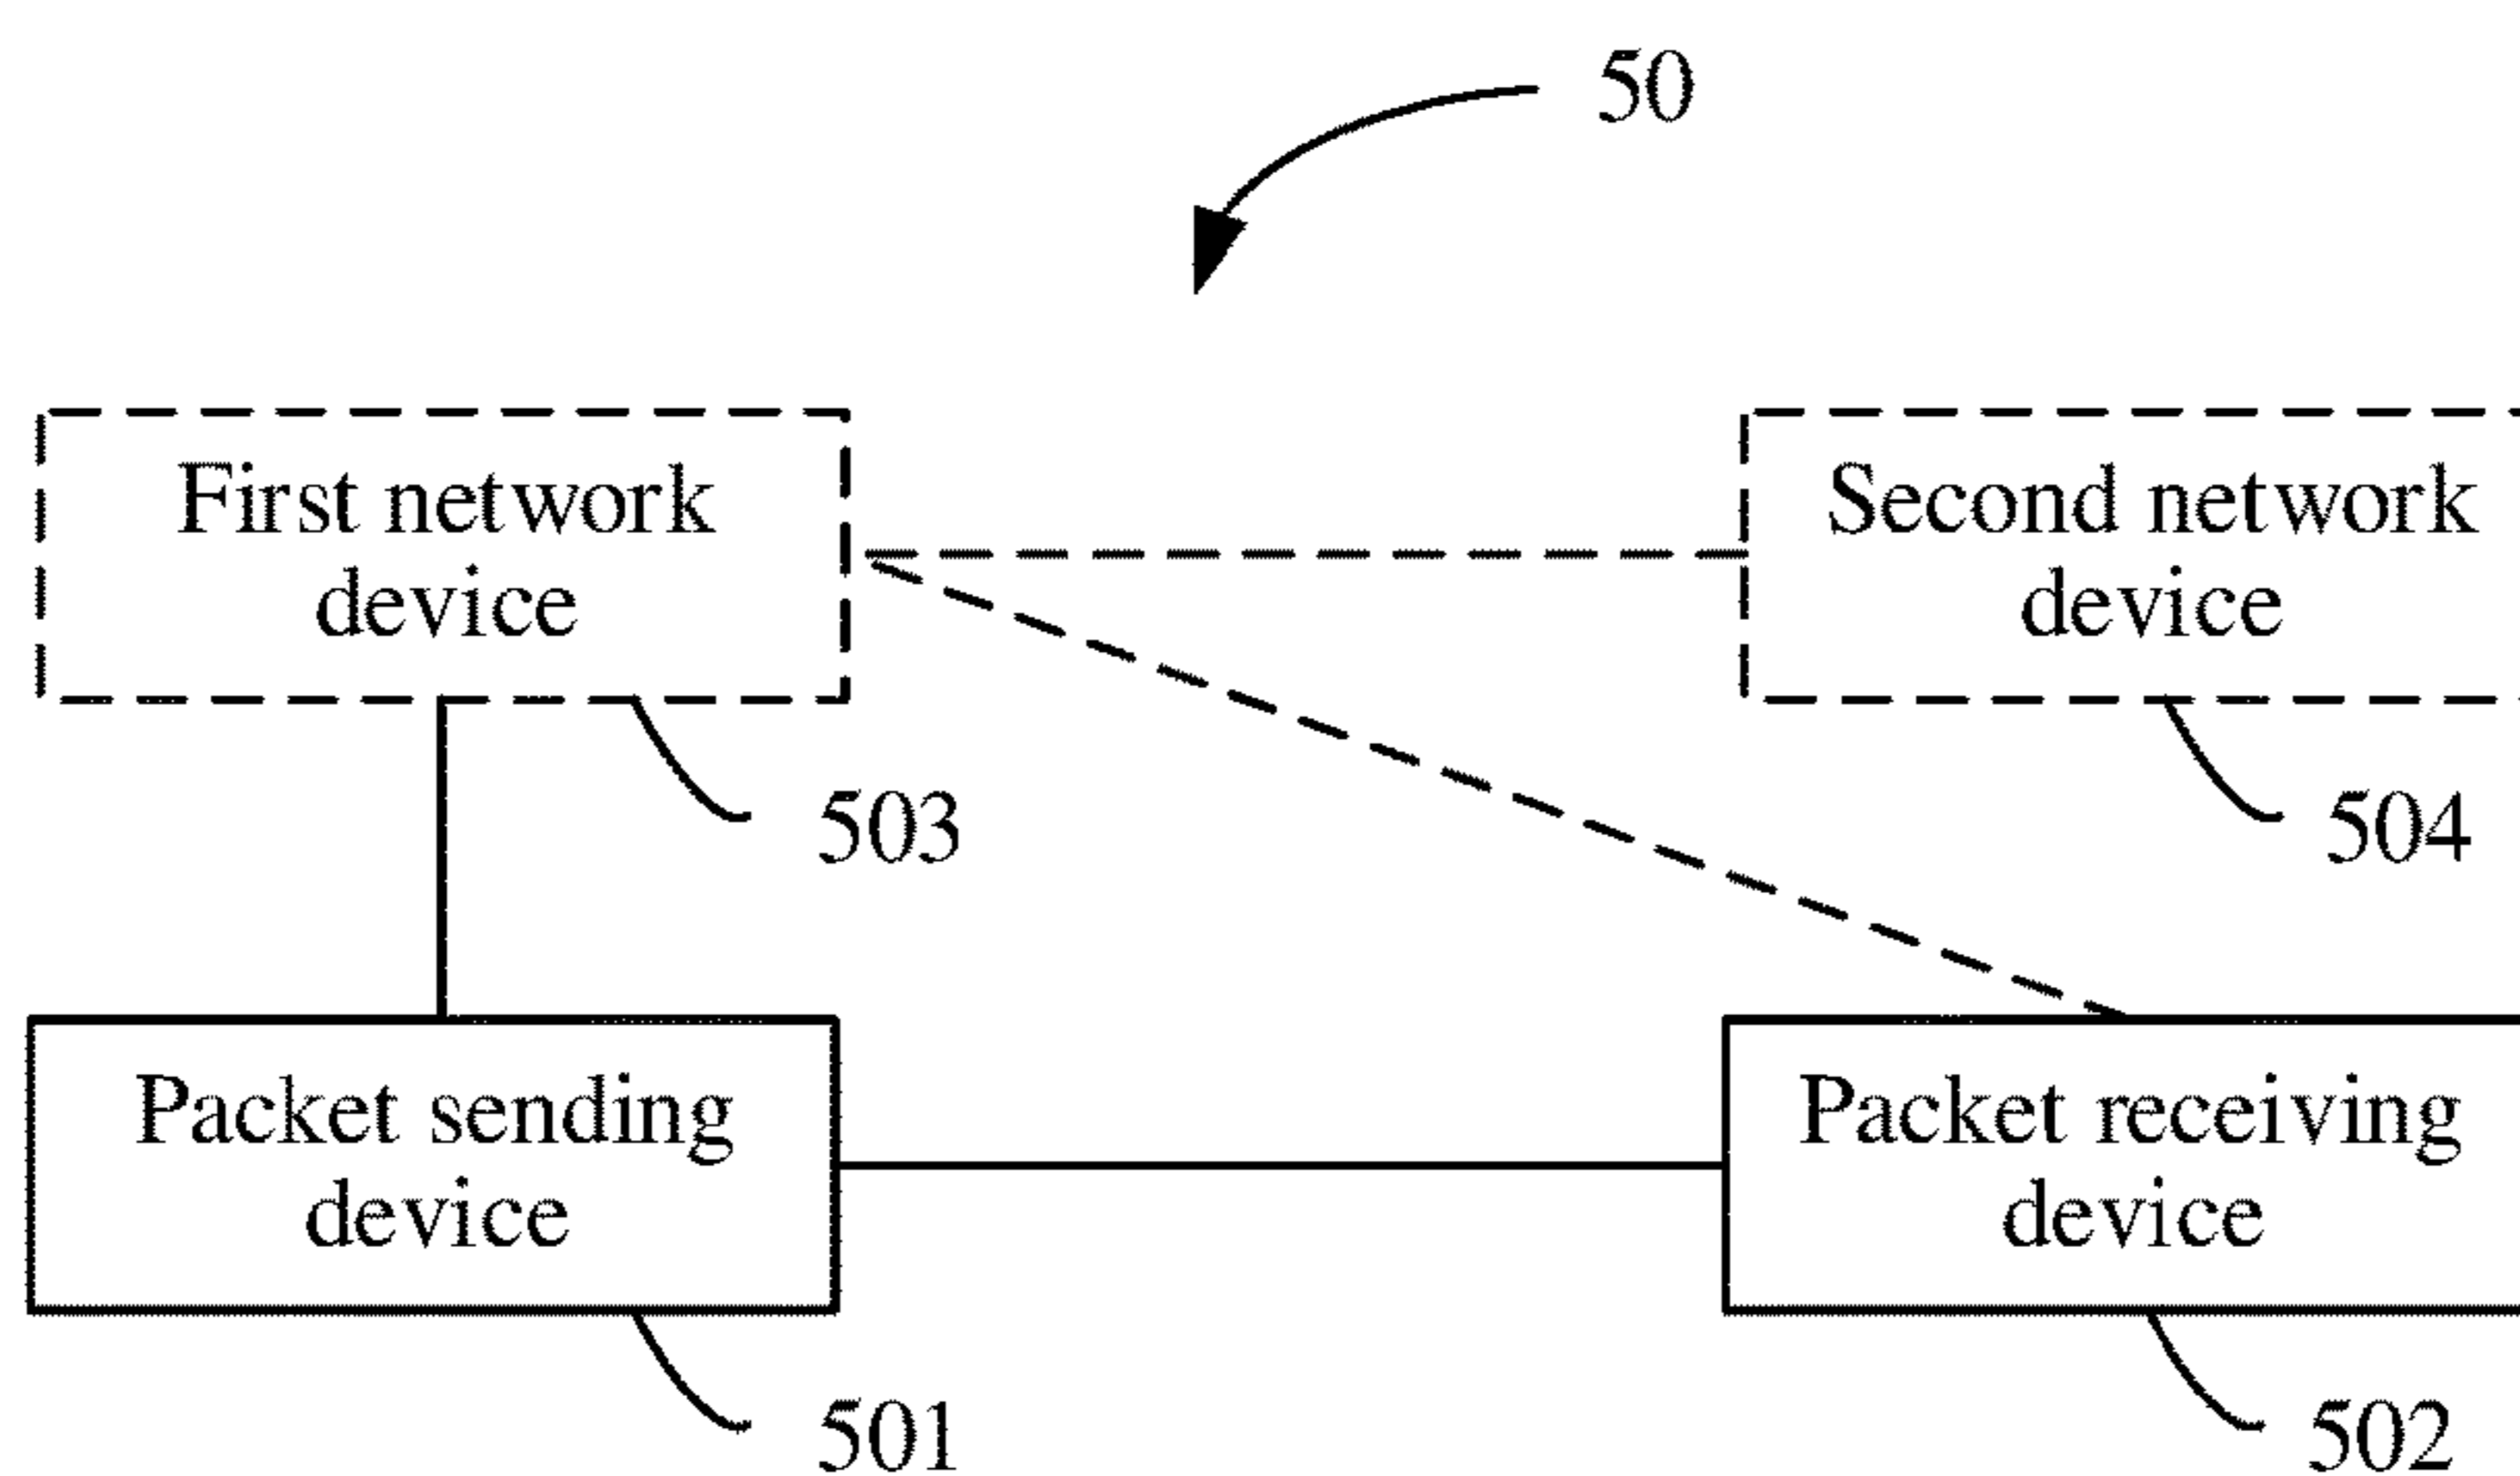 50
First network
device
Second network
device
503
504
Packet sending
device
Packet receiving
device
501
502